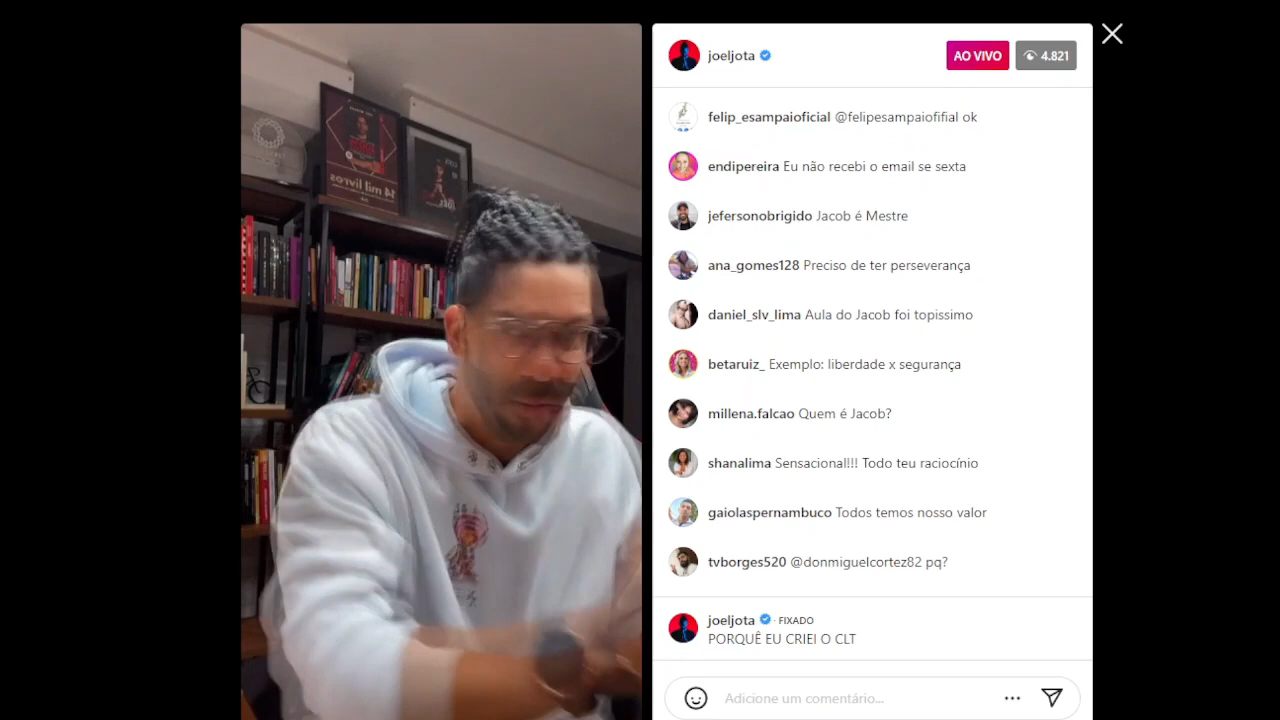 joeljota
AO VIVO
4.821
felip_esampaioficial @felipesampaiofifial ok
endipereira Eu não recebi o email se sexta
jefersonobrigido Jacob é Mestre
ana_gomes128 Preciso de ter perseverança
daniel_slv_lima Aula do Jacob foi topissimo
betaruiz_ Exemplo: liberdade x segurança
millena.falcao Quem é Jacob?
shanalima Sensacional!!! Todo teu raciocínio
gaiolaspernambuco Todos temos nosso valor
tvborges520 @donmiguelcortez82 pq?
joeljota · FIXADO
PORQUÊ EU CRIEI O CLT
Adicione um comentário...
14 mil livros